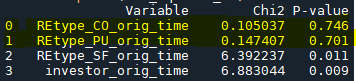 Variable Chi2 P-value
0 REtype_CO_orig_time 0.105037 0.746
1 REtype_PU_orig_time 0.147407 0.701
2 REtype_SF_orig_time 6.392237 0.011
3 investor_orig_time 6.883044 0.009